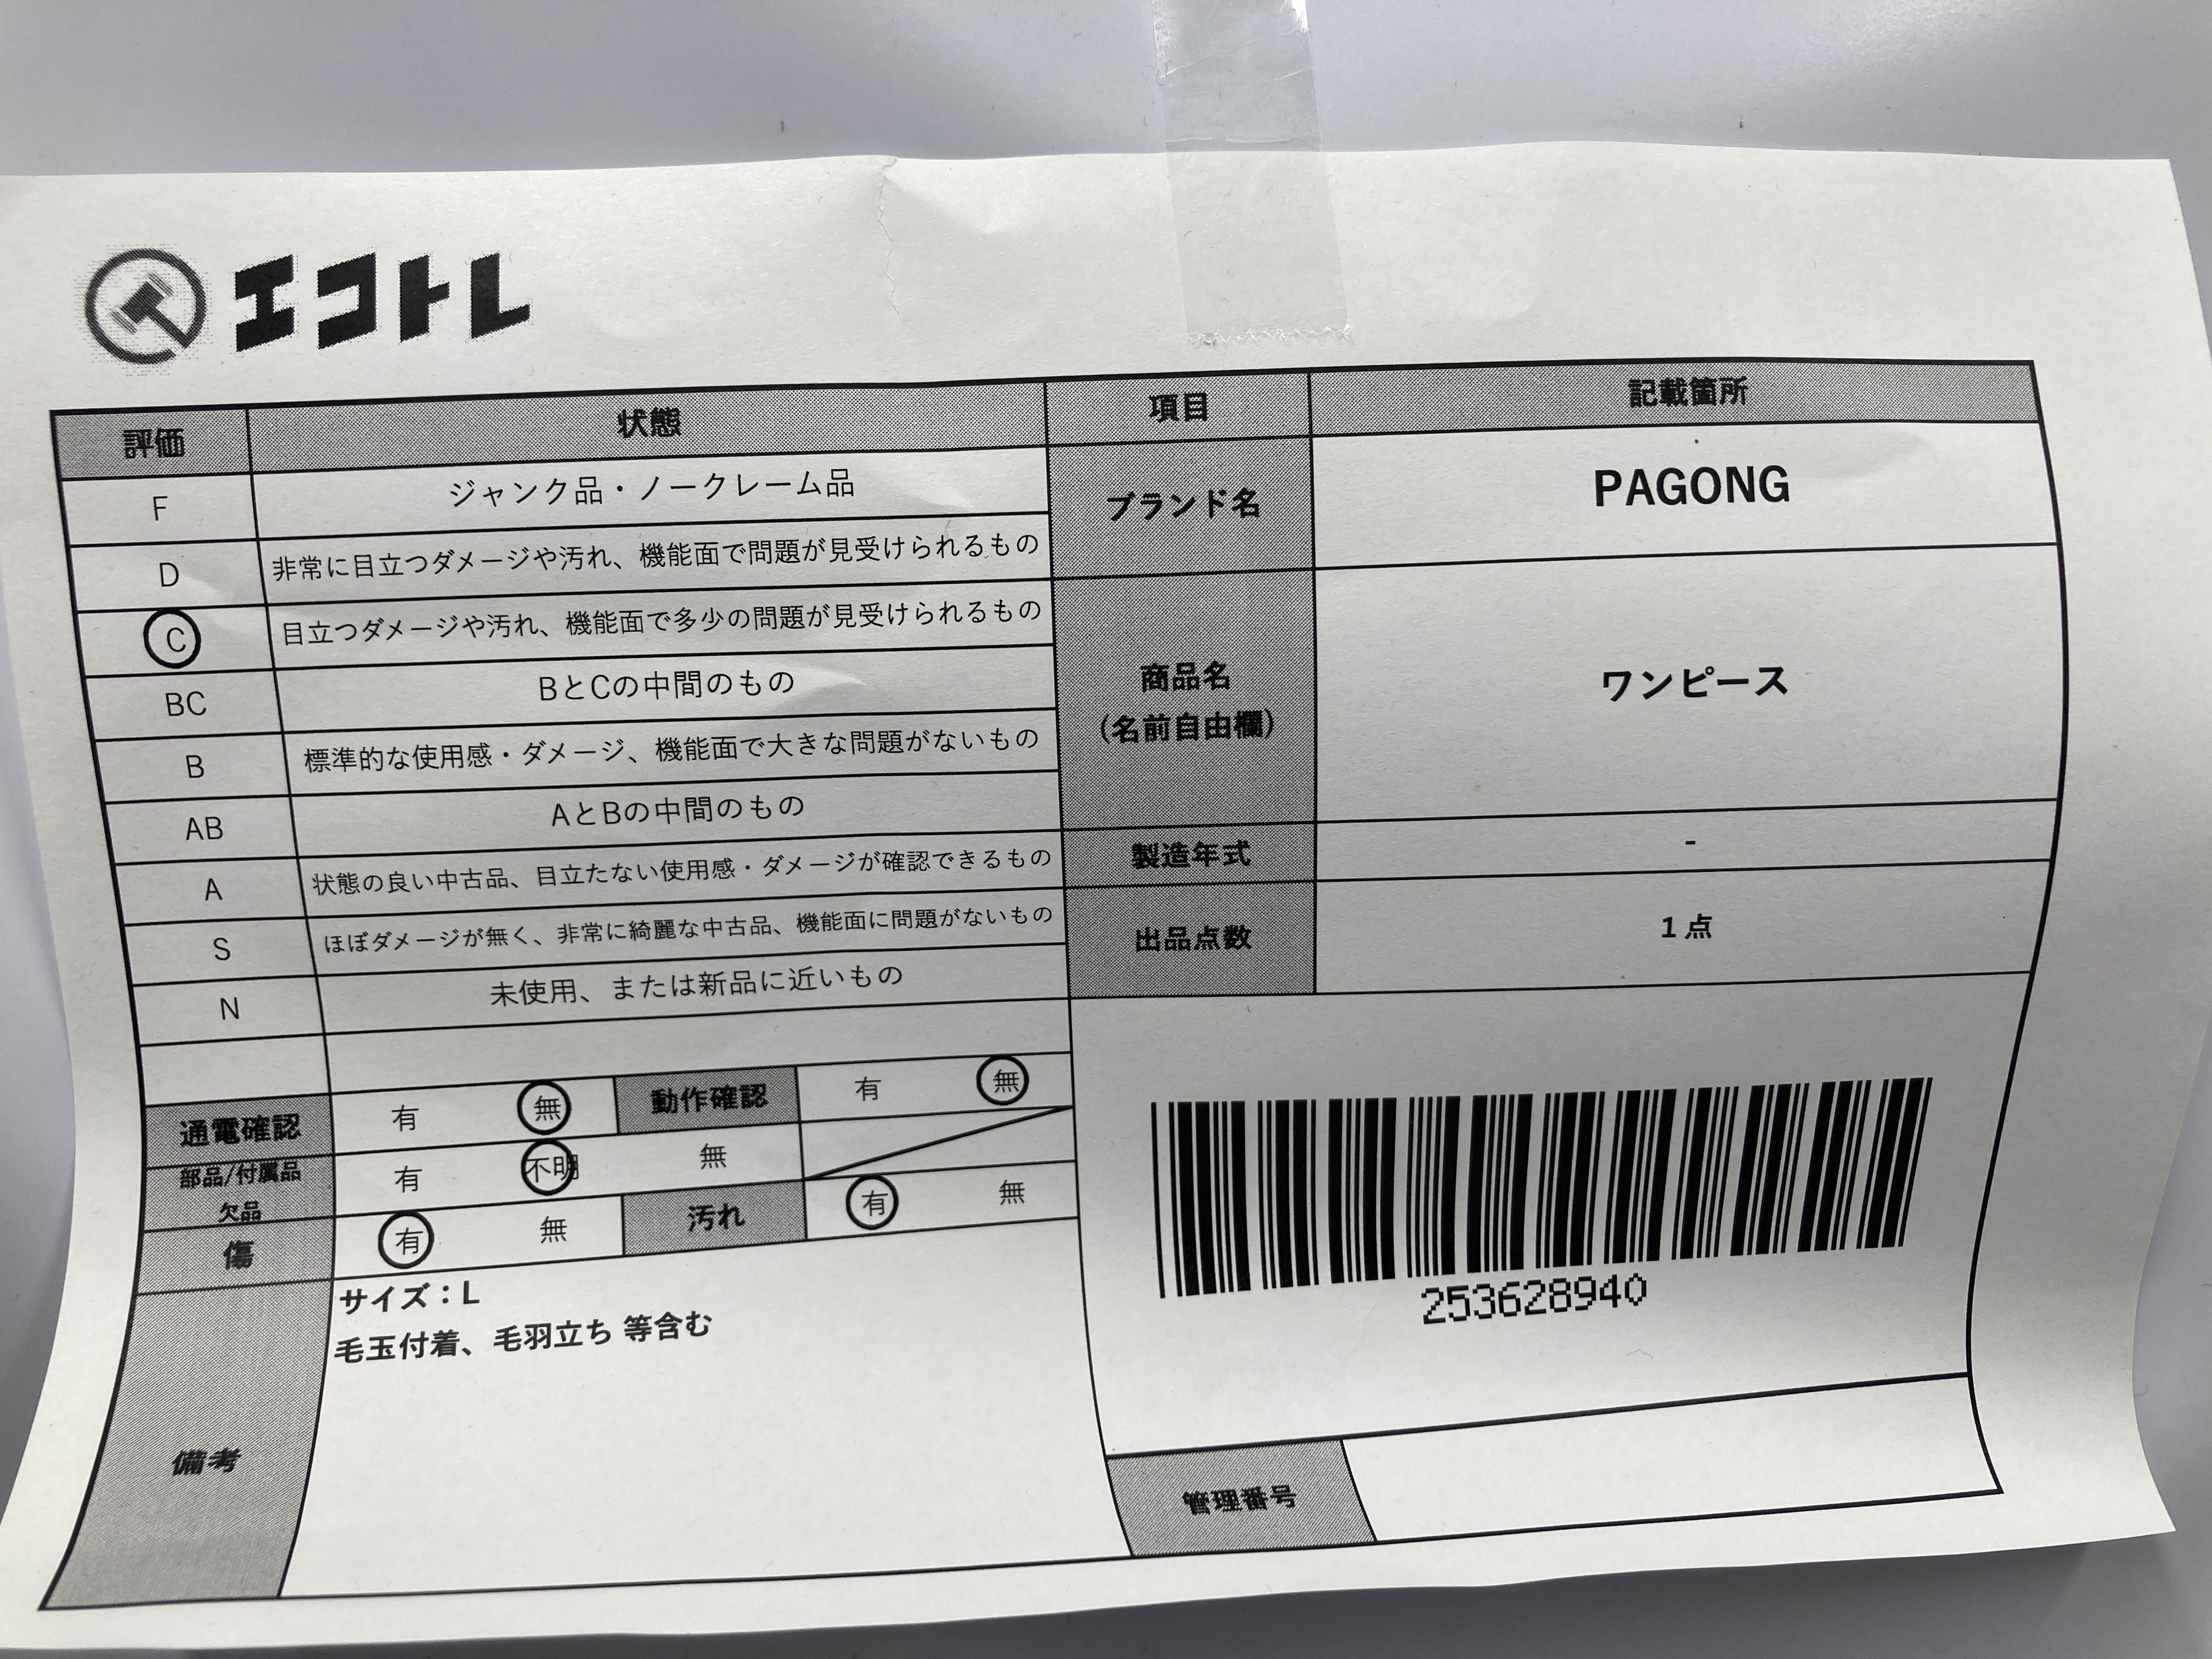 エコトレ
評価 状態 項目 記載箇所
F ジャンク品・ノークレーム品
D 非常に目立つダメージや汚れ、機能面で問題が見受けられるもの
C 目立つダメージや汚れ、機能面で多少の問題が見受けられるもの
BC BとCの中間のもの
B 標準的な使用感・ダメージ、機能面で大きな問題がないもの
AB AとBの中間のもの
A 状態の良い中古品、目立たない使用感・ダメージが確認できるもの
S ほぼダメージが無く、非常に綺麗な中古品、機能面に問題がないもの
N 未使用、または新品に近いもの
ブランド名 PAGONG
商品名
(名前自由欄)
ワンピース
製造年式 -
出品点数 1点
通電確認 有 無 動作確認 有 無
部品/付属品
欠品
有 不明 無
傷 有 無 汚れ 有 無
備考
サイズ：L
毛玉付着、毛羽立ち 等含む
253628940
管理番号